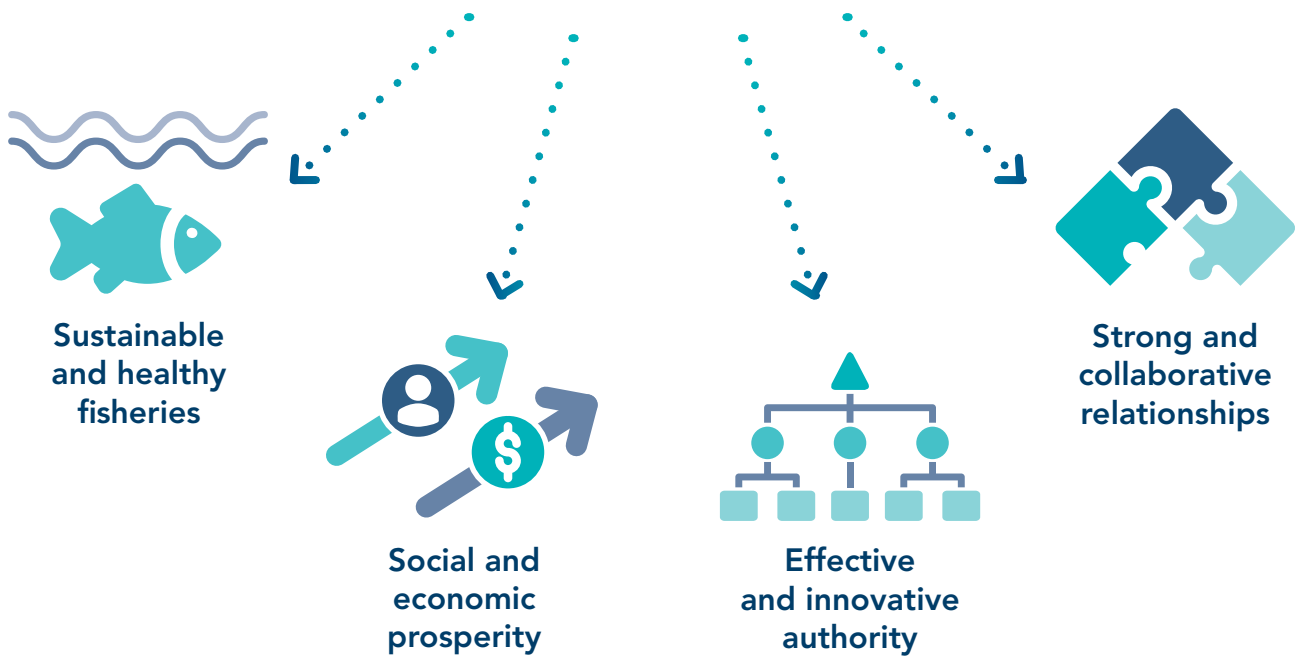 Sustainable
and healthy
fisheries
Social and
economic
prosperity
Effective
and innovative
authority
Strong and
collaborative
relationships
$